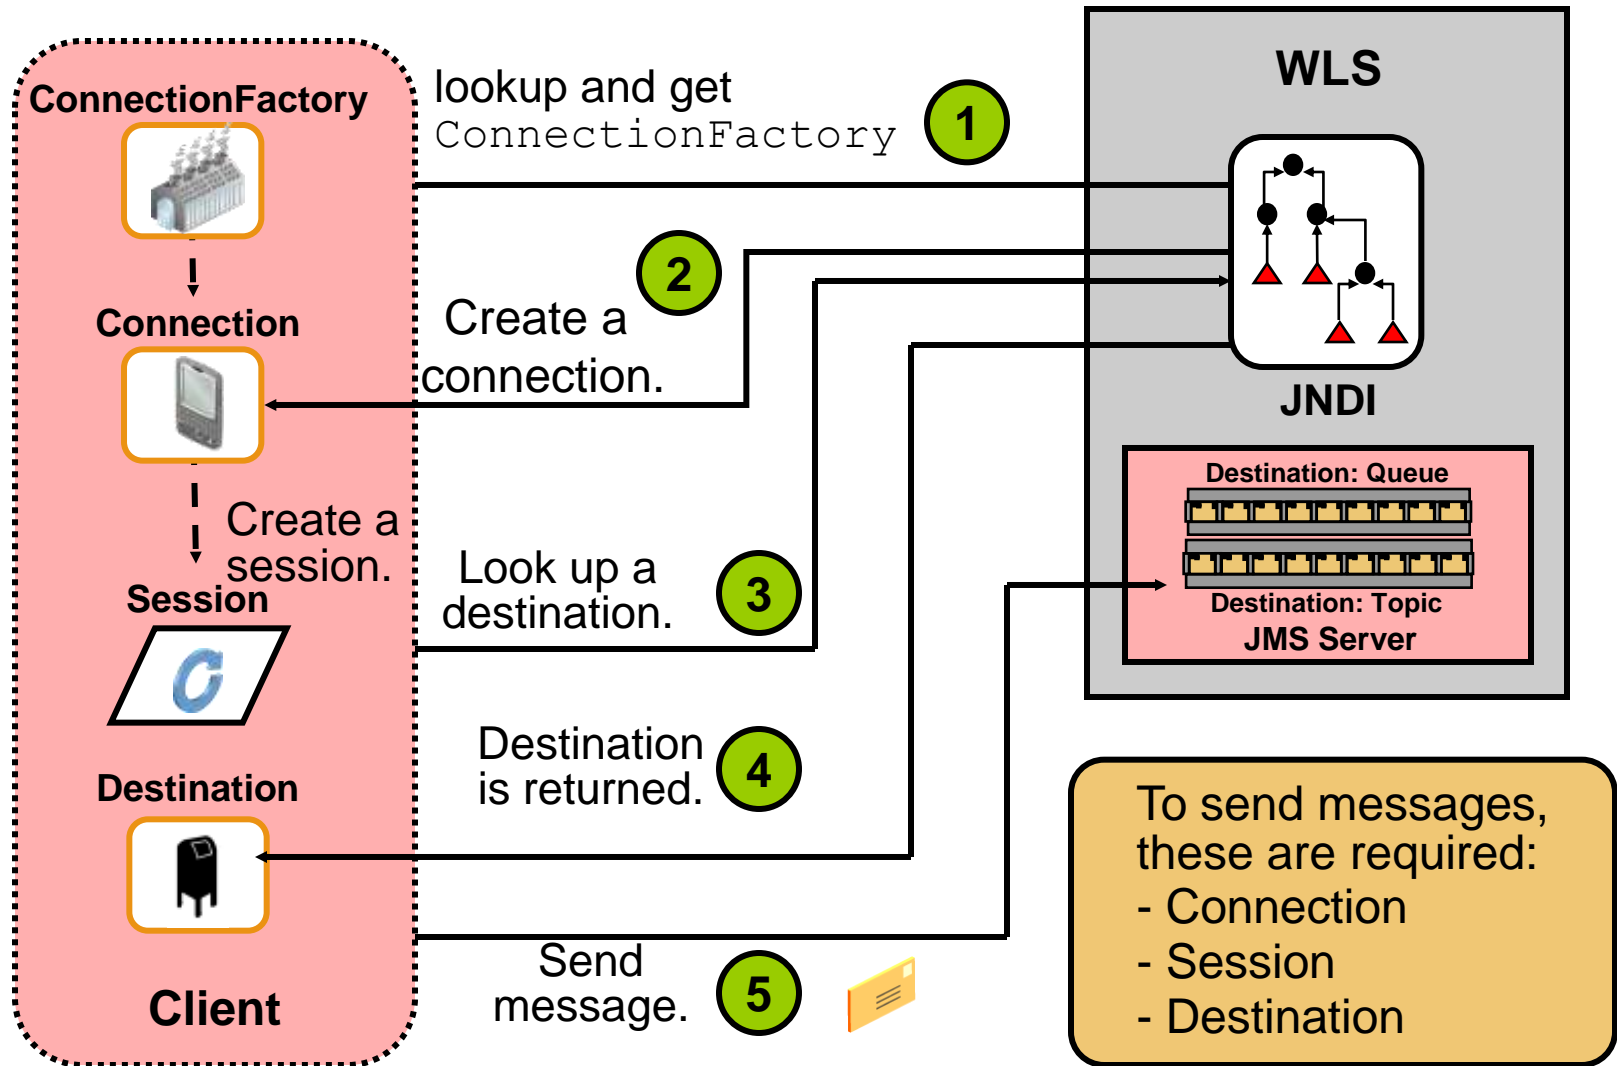 ConnectionFactory
lookup and get
ConnectionFactory
1
WLS
2
Connection
Create a
connection.
JNDI
Create a
session.
Session
Look up a
destination.
3
Destination: Queue
Destination: Topic
JMS Server
Destination
is returned.
4
Destination
Send
message.
5
Client
To send messages,
these are required:
- Connection
- Session
- Destination